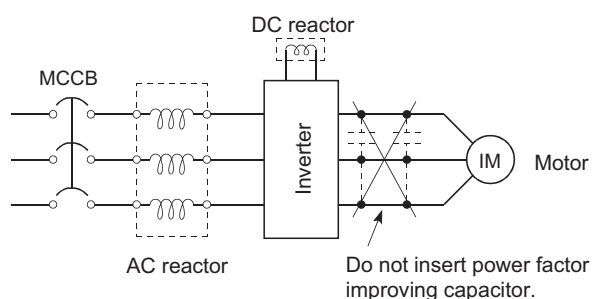 DC reactor
MCCB
Inverter
IM
Motor
AC reactor
Do not insert power factor
improving capacitor.